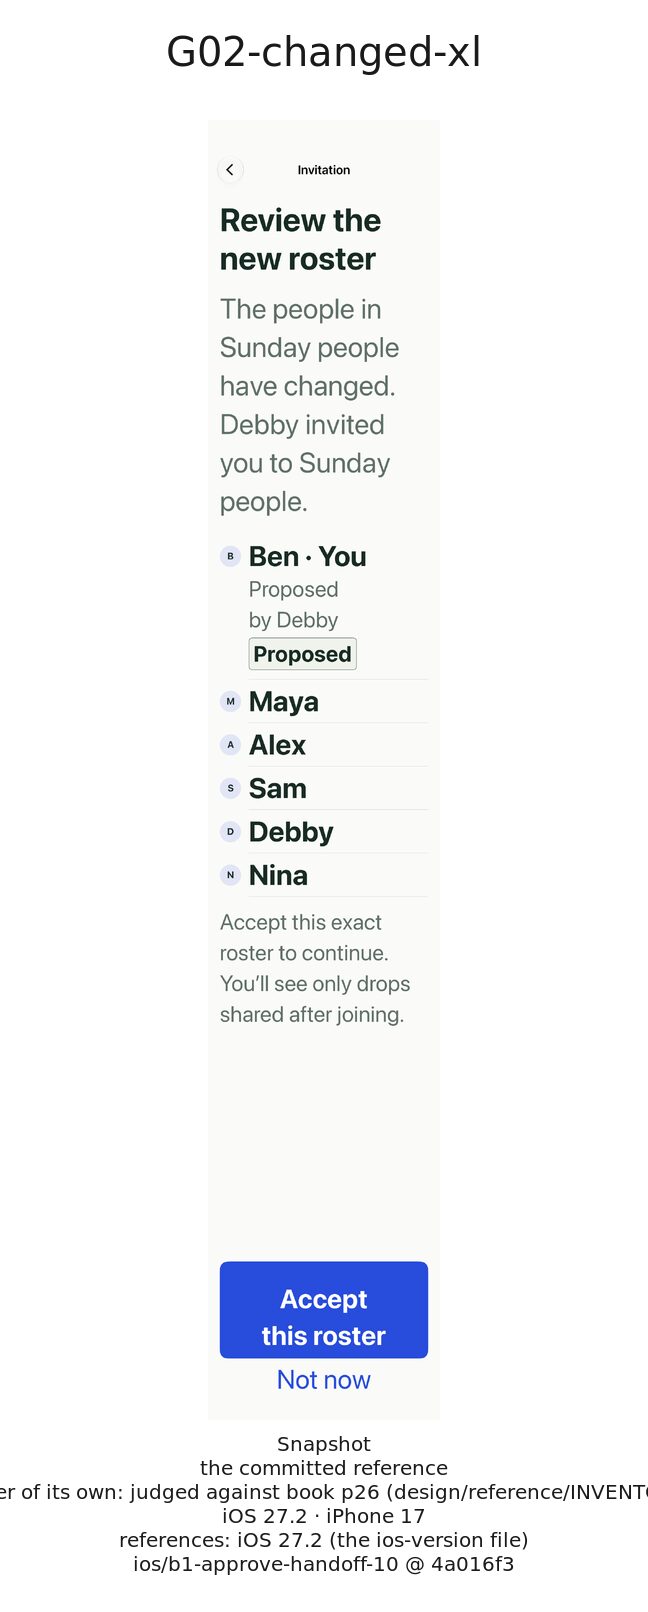 G02-changed-xl
Invitation
Review the
new roster
The people in
Sunday people
have changed.
Debby invited
you to Sunday
people.
B
Ben · You
Proposed
by Debby
Proposed
M
Maya
A
Alex
S
Sam
D
Debby
N
Nina
Accept this exact
roster to continue.
You’ll see only drops
shared after joining.
Accept
this roster
Not now
Snapshot
the committed reference
er of its own: judged against book p26 (design/reference/INVENTO
iOS 27.2 · iPhone 17
references: iOS 27.2 (the ios-version file)
ios/b1-approve-handoff-10 @ 4a016f3